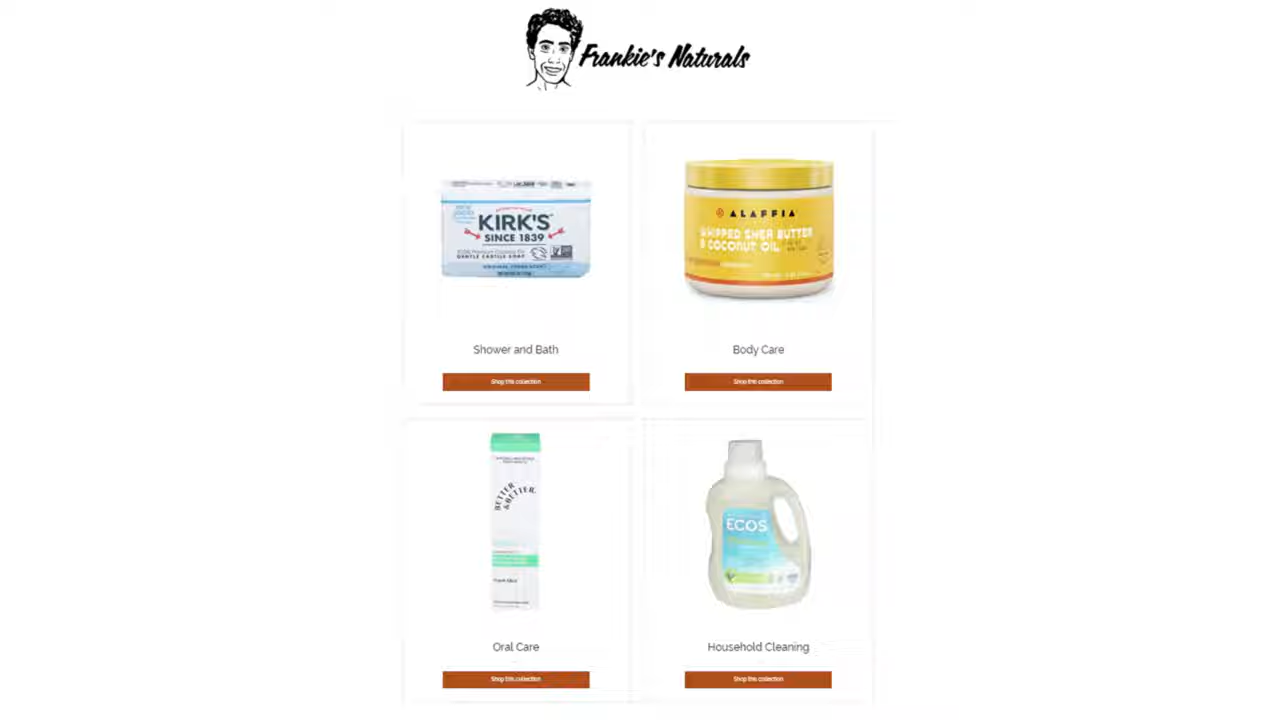 Frankie's Naturals
KIRK'S
SINCE 1839
GENTLE CASTILE SOAP
ALAFFIA
WHIPPED SHEA BUTTER
& COCONUT OIL
Shower and Bath
Body Care
Shop this collection
Shop this collection
BETTER
& BETTER.
ECOS
Oral Care
Household Cleaning
Shop this collection
Shop this collection